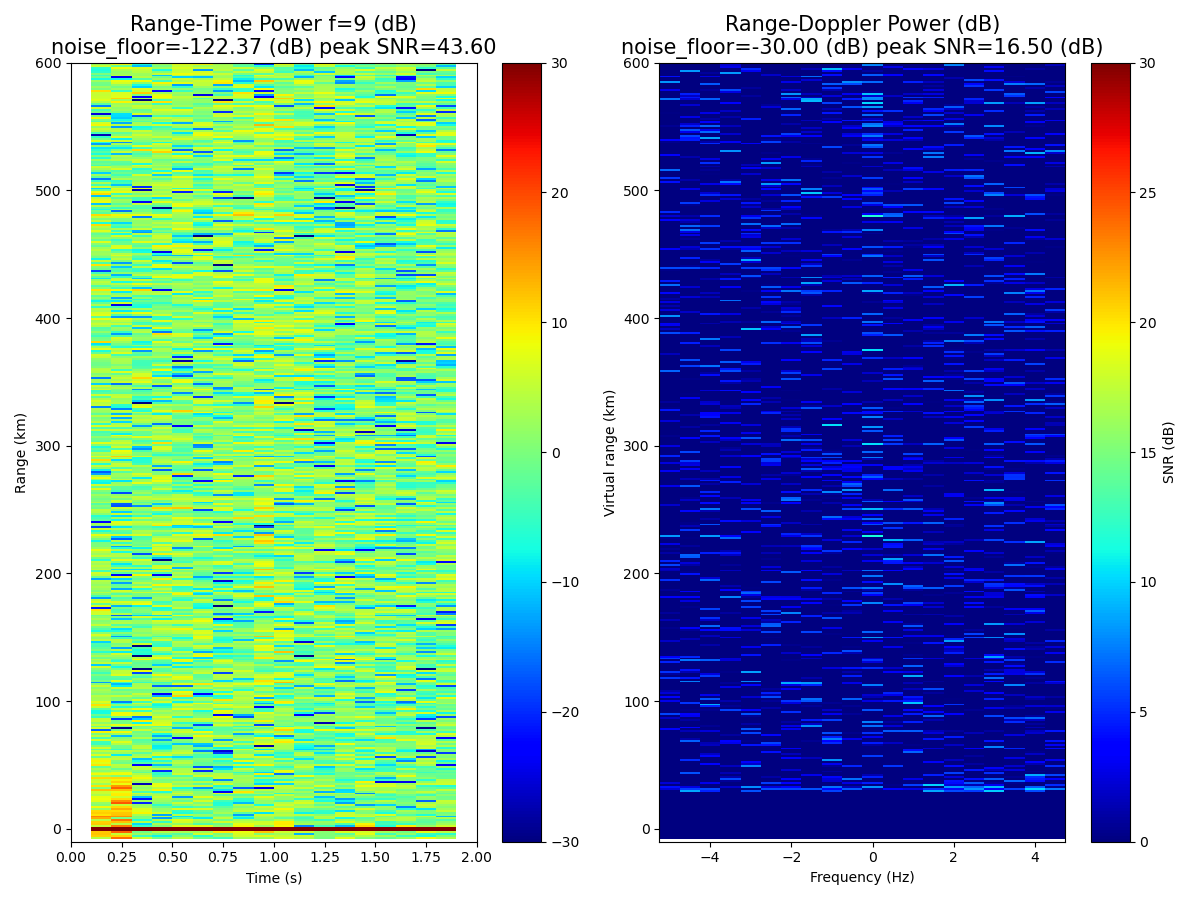 Range-Time Power f=9 (dB)
noise_floor=-122.37 (dB) peak SNR=43.60
Range (km)
600
500
400
300
200
100
0
0.00 0.25 0.50 0.75 1.00 1.25 1.50 1.75 2.00
Time (s)
30
20
10
0
−10
−20
−30
Range-Doppler Power (dB)
noise_floor=-30.00 (dB) peak SNR=16.50 (dB)
Virtual range (km)
600
500
400
300
200
100
0
−4 −2 0 2 4
Frequency (Hz)
30
25
20
15
10
5
0
SNR (dB)